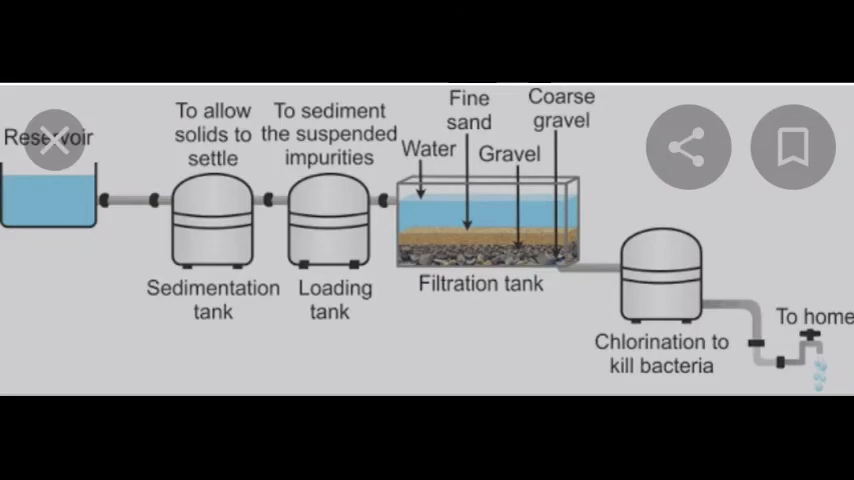 Reservoir
To allow
solids to
settle
To sediment
the suspended
impurities
Water
Fine
sand
Gravel
Coarse
gravel
Sedimentation
tank
Loading
tank
Filtration tank
Chlorination to
kill bacteria
To home